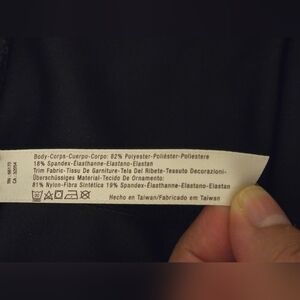 Body-Corps-Cuerpo-Corpo: 82% Polyester-Poliéster-Poliestere
18% Spandex-Élasthanne-Elastano-Elastan
Trim Fabric-Tissu De Garniture-Tela Del Ribete-Tessuto Decorazioni-
Überschüssiges Material-Tecido De Ornamento:
81% Nylon-Fibra Sintética 19% Spandex-Élasthanne-Elastano-Elastan
Hecho en Taiwan/Fabricado em Taiwan